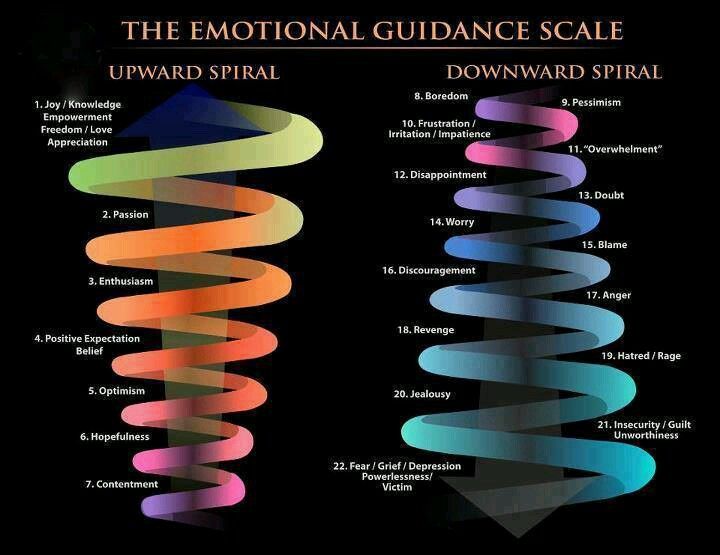 THE EMOTIONAL GUIDANCE SCALE
UPWARD SPIRAL
1. Joy / Knowledge
Empowerment
Freedom / Love
Appreciation
2. Passion
3. Enthusiasm
4. Positive Expectation
Belief
5. Optimism
6. Hopefulness
7. Contentment
DOWNWARD SPIRAL
8. Boredom
9. Pessimism
10. Frustration /
Irritation / Impatience
11. "Overwhelment"
12. Disappointment
13. Doubt
14. Worry
15. Blame
16. Discouragement
17. Anger
18. Revenge
19. Hatred / Rage
20. Jealousy
21. Insecurity / Guilt
Unworthiness
22. Fear / Grief / Depression
Powerlessness/
Victim